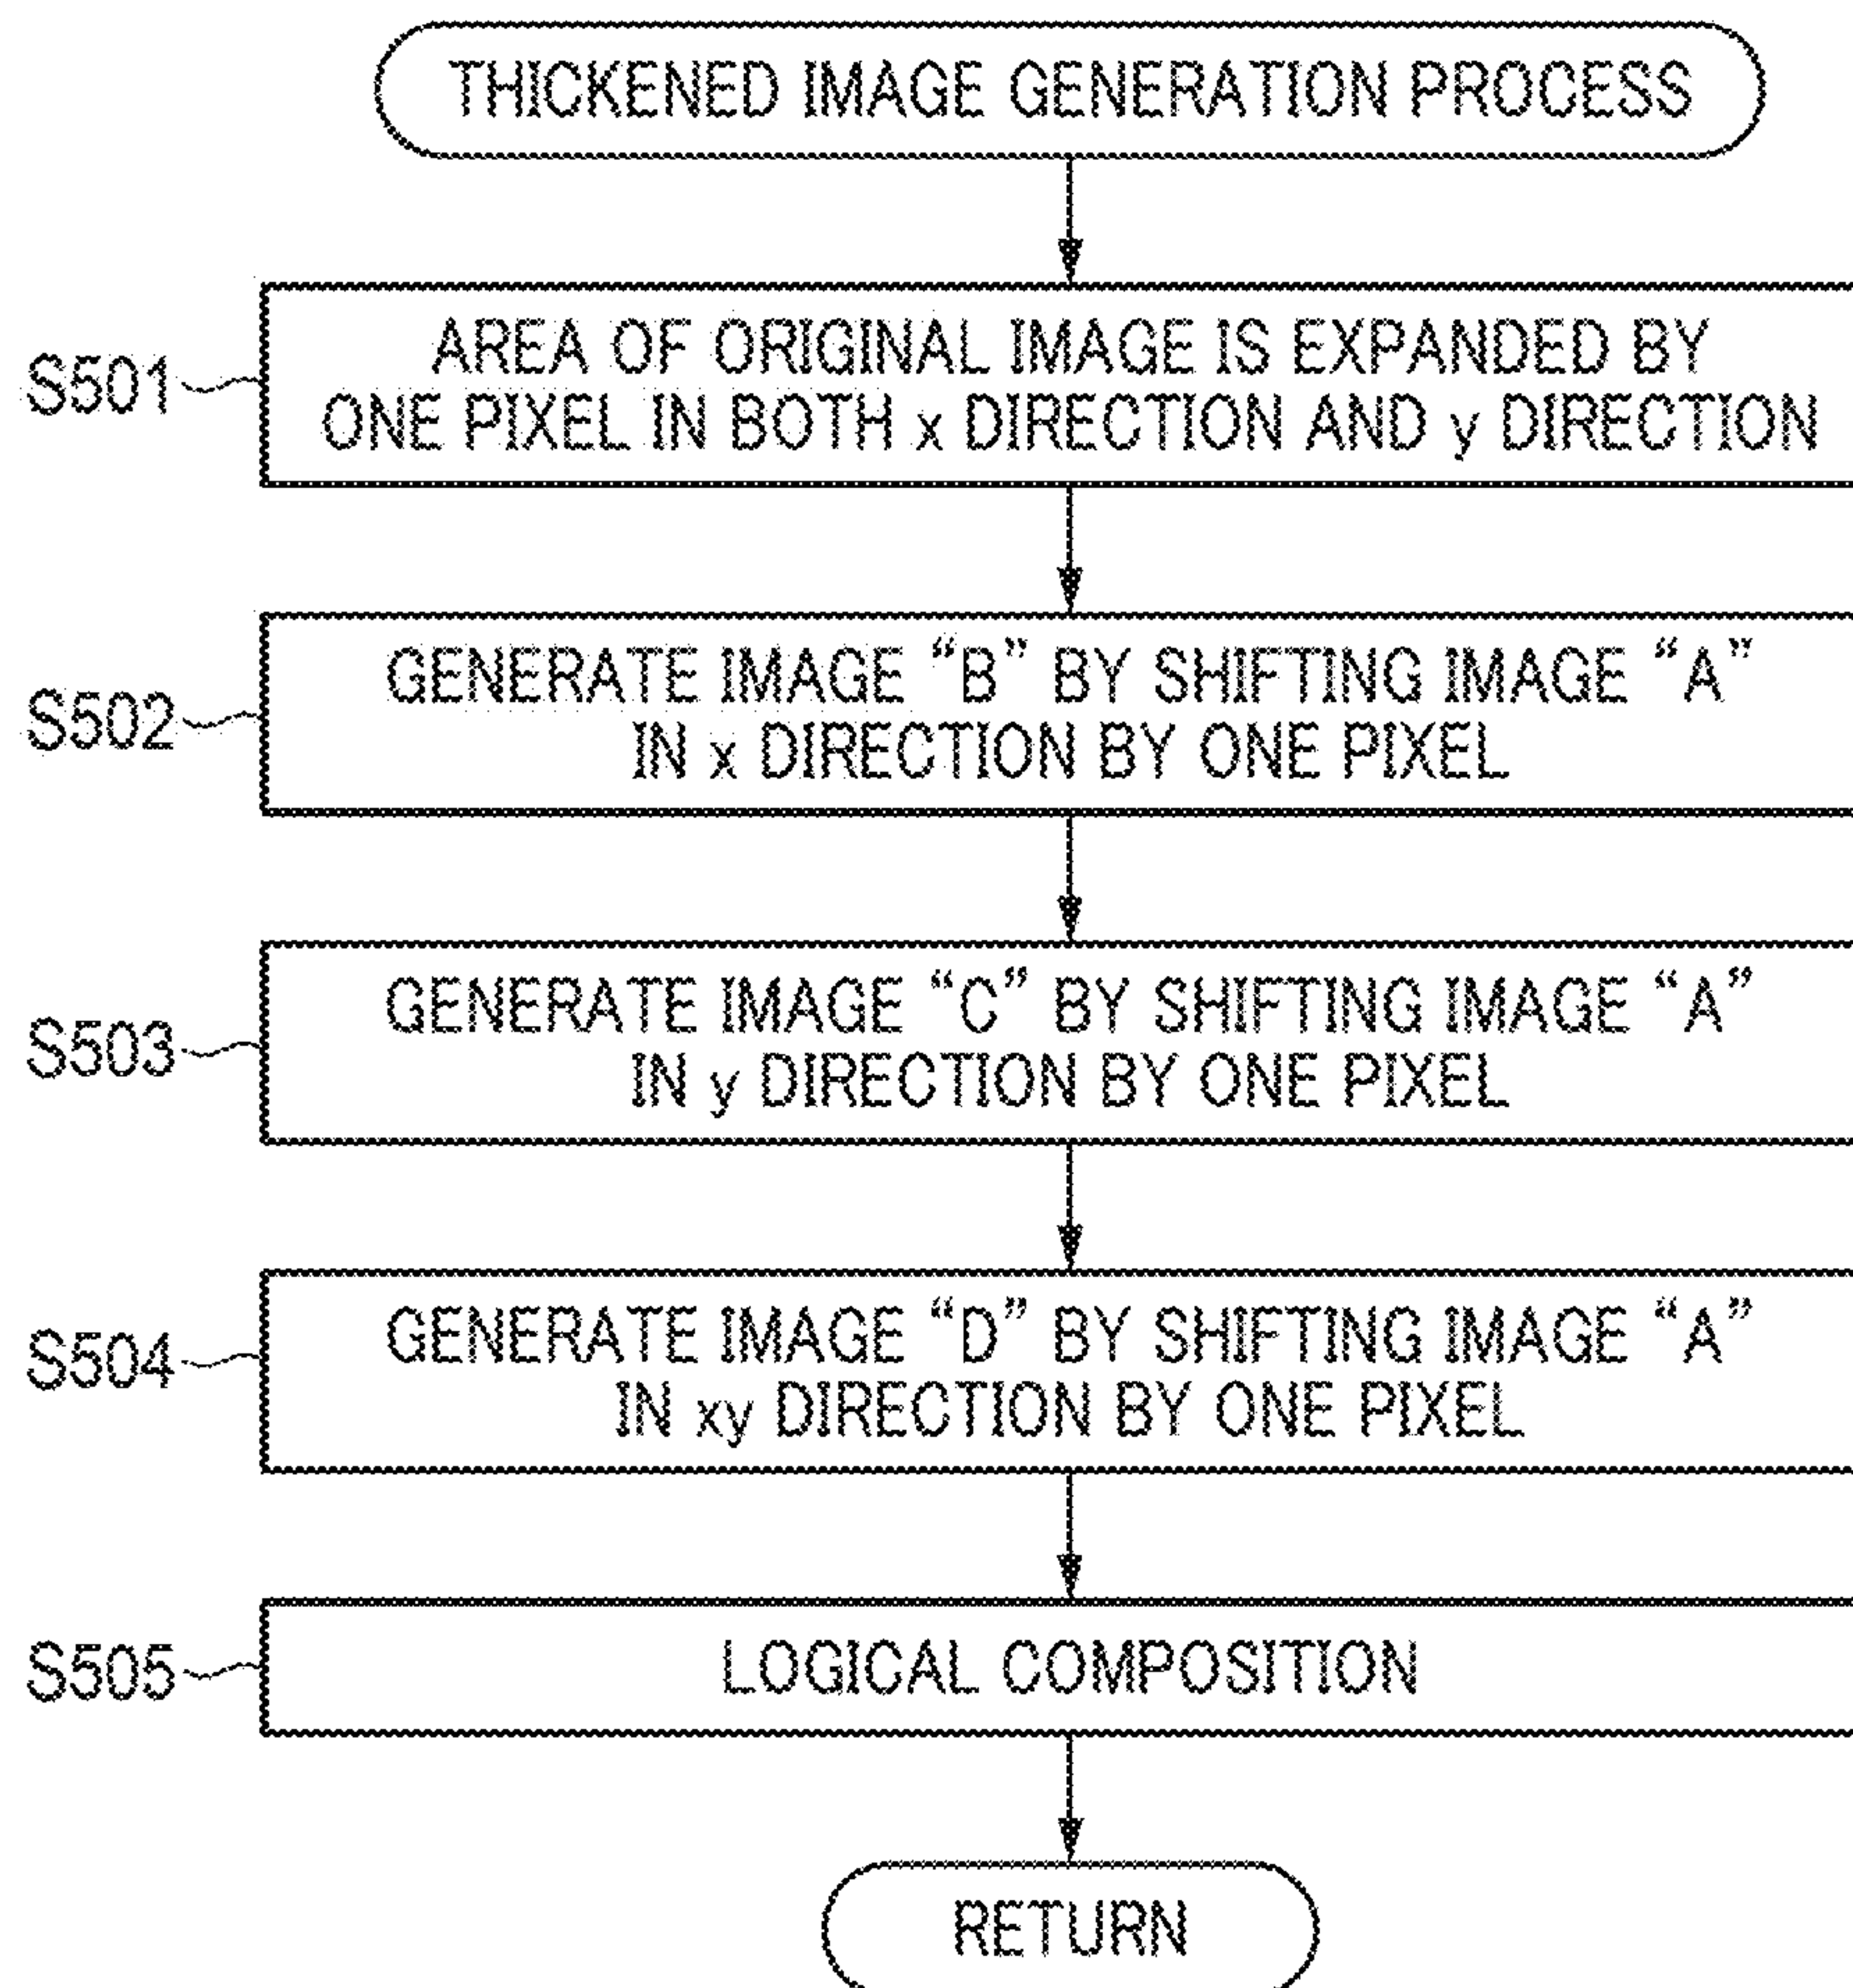 THICKENED IMAGE GENERATION PROCESS
S501
AREA OF ORIGINAL IMAGE IS EXPANDED BY
ONE PIXEL IN BOTH x DIRECTION AND y DIRECTION
S502
GENERATE IMAGE “B” BY SHIFTING IMAGE “A”
IN x DIRECTION BY ONE PIXEL
S503
GENERATE IMAGE “C” BY SHIFTING IMAGE “A”
IN y DIRECTION BY ONE PIXEL
S504
GENERATE IMAGE “D” BY SHIFTING IMAGE “A”
IN xy DIRECTION BY ONE PIXEL
S505
LOGICAL COMPOSITION
RETURN